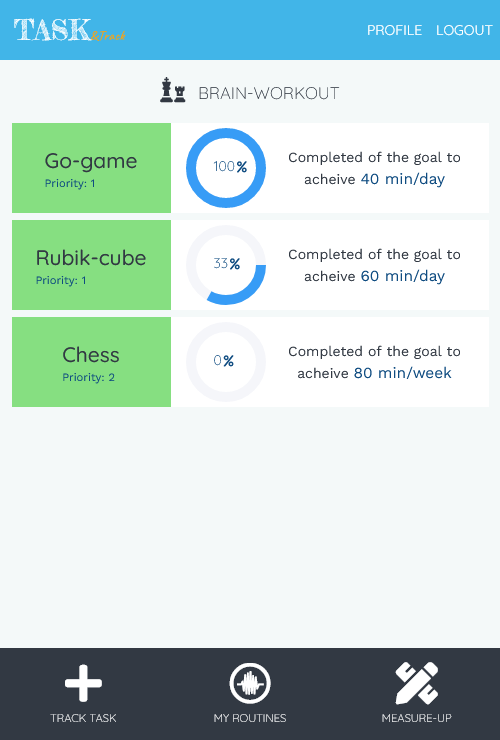 TASK &Track PROFILE LOGOUT
BRAIN-WORKOUT
Go-game
Priority: 1
100%
Completed of the goal to
acheive 40 min/day
Rubik-cube
Priority: 1
33%
Completed of the goal to
acheive 60 min/day
Chess
Priority: 2
0%
Completed of the goal to
acheive 80 min/week
TRACK TASK MY ROUTINES MEASURE-UP